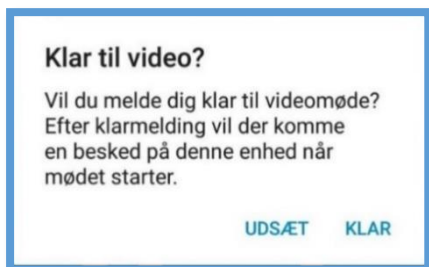 Klar til video?
Vil du melde dig klar til videomøde?
Efter klarmelding vil der komme
en besked på denne enhed når
mødet starter.
UDSÆT KLAR